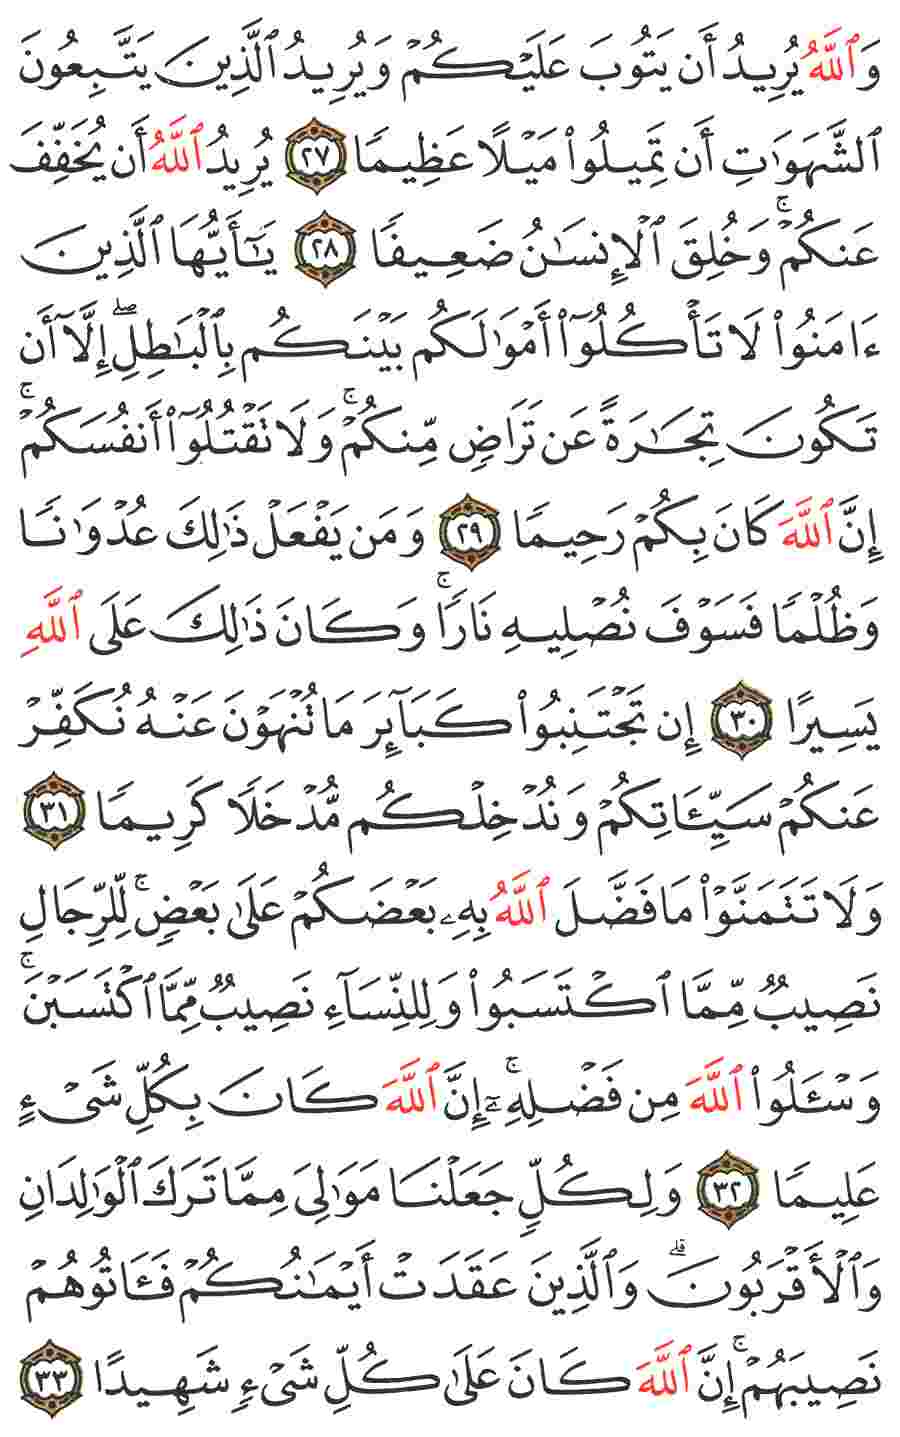 وَٱللَّهُ يُرِيدُ أَن يَتُوبَ عَلَيْكُمْ وَيُرِيدُ ٱلَّذِينَ يَتَّبِعُونَ
ٱلشَّهَوَٰتِ أَن تَمِيلُوا۟ مَيْلًا عَظِيمًا ٢٧ يُرِيدُ ٱللَّهُ أَن يُخَفِّفَ
عَنكُمْ ۚ وَخُلِقَ ٱلْإِنسَٰنُ ضَعِيفًا ٢٨ يَٰٓأَيُّهَا ٱلَّذِينَ
ءَامَنُوا۟ لَا تَأْكُلُوٓا۟ أَمْوَٰلَكُم بَيْنَكُم بِٱلْبَٰطِلِ ۖ إِلَّآ أَن
تَكُونَ تِجَٰرَةً عَن تَرَاضٍ مِّنكُمْ ۚ وَلَا تَقْتُلُوٓا۟ أَنفُسَكُمْ ۚ
إِنَّ ٱللَّهَ كَانَ بِكُمْ رَحِيمًا ٢٩ وَمَن يَفْعَلْ ذَٰلِكَ عُدْوَٰنًا
وَظُلْمًا فَسَوْفَ نُصْلِيهِ نَارًا ۚ وَكَانَ ذَٰلِكَ عَلَى ٱللَّهِ
يَسِيرًا ٣٠ إِن تَجْتَنِبُوا۟ كَبَآئِرَ مَا تُنْهَوْنَ عَنْهُ نُكَفِّرْ
عَنكُمْ سَيِّـَٔاتِكُمْ وَنُدْخِلْكُم مُّدْخَلًا كَرِيمًا ٣١
وَلَا تَتَمَنَّوْا۟ مَا فَضَّلَ ٱللَّهُ بِهِۦ بَعْضَكُمْ عَلَىٰ بَعْضٍ ۚ لِّلرِّجَالِ
نَصِيبٌ مِّمَّا ٱكْتَسَبُوا۟ وَلِلنِّسَآءِ نَصِيبٌ مِّمَّا ٱكْتَسَبْنَ ۚ
وَسْـَٔلُوا۟ ٱللَّهَ مِن فَضْلِهِۦٓ ۚ إِنَّ ٱللَّهَ كَانَ بِكُلِّ شَىْءٍ
عَلِيمًا ٣٢ وَلِكُلٍّ جَعَلْنَا مَوَٰلِىَ مِمَّا تَرَكَ ٱلْوَٰلِدَانِ
وَٱلْأَقْرَبُونَ ۗ وَٱلَّذِينَ عَقَدَتْ أَيْمَٰنُكُمْ فَـَٔاتُوهُمْ
نَصِيبَهُمْ ۚ إِنَّ ٱللَّهَ كَانَ عَلَىٰ كُلِّ شَىْءٍ شَهِيدًا ٣٣